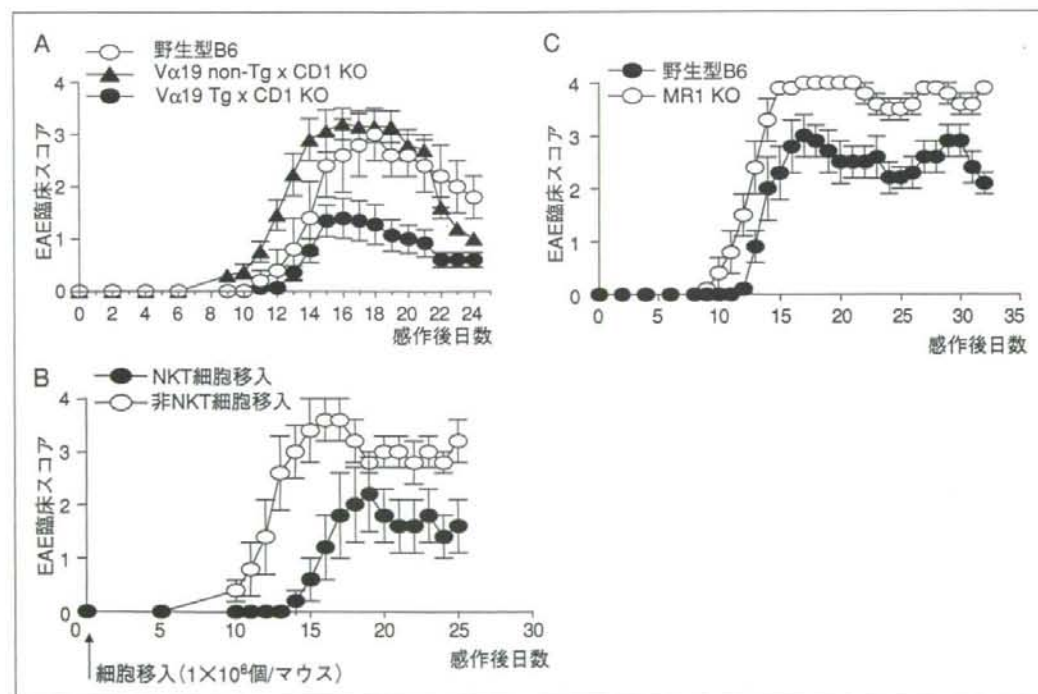 A
野生型B6
Vα19 non-Tg x CD1 KO
Vα19 Tg x CD1 KO
EAE臨床スコア
4
3
2
1
0
0 2 4 6 8 10 12 14 16 18 20 22 24
感作後日数
C
野生型B6
MR1 KO
EAE臨床スコア
4
3
2
1
0
0 5 10 15 20 25 30 35
感作後日数
B
NKT細胞移入
非NKT細胞移入
EAE臨床スコア
4
3
2
1
0
0 5 10 15 20 25 30
感作後日数
細胞移入(1×10⁶個/マウス)